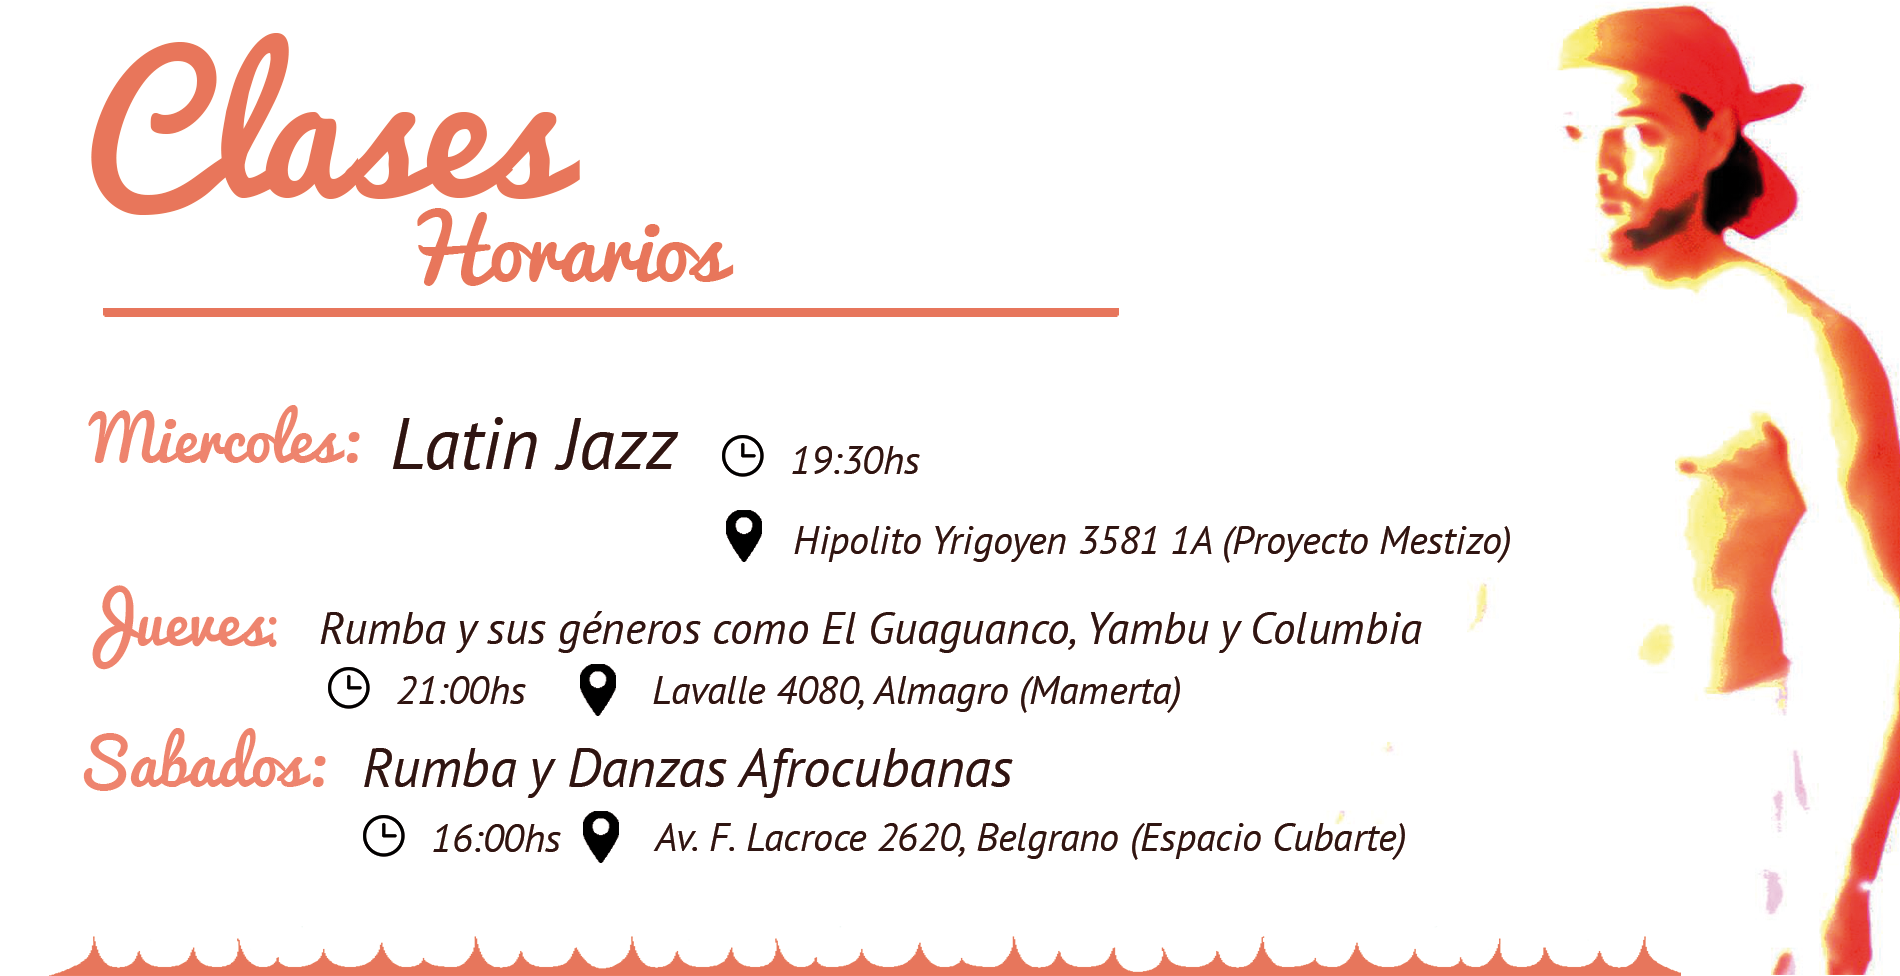 Clases
Horarios
Miercoles: Latin Jazz 19:30hs
Hipolito Yrigoyen 3581 1A (Proyecto Mestizo)
Jueves: Rumba y sus géneros como El Guaguanco, Yambu y Columbia
21:00hs Lavalle 4080, Almagro (Mamerta)
Sabados: Rumba y Danzas Afrocubanas
16:00hs Av. F. Lacroce 2620, Belgrano (Espacio Cubarte)